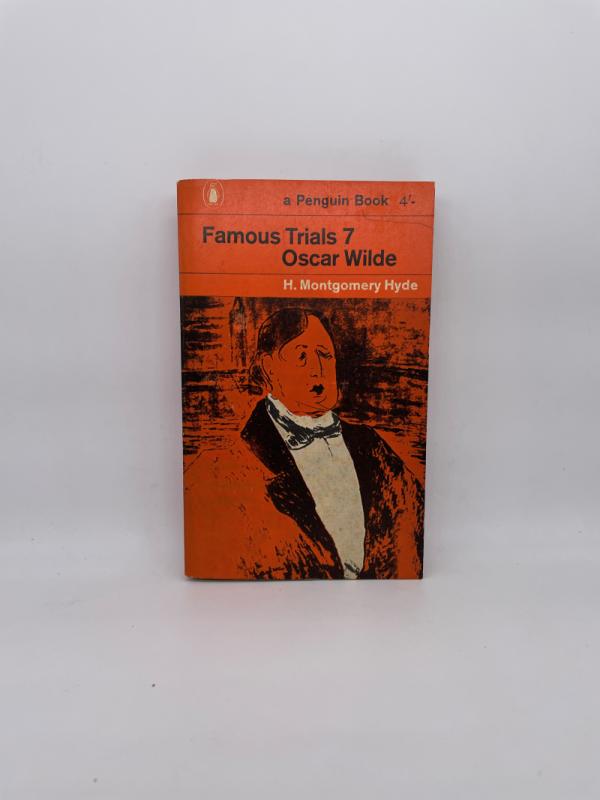 a Penguin Book 4/-
Famous Trials 7
Oscar Wilde
H. Montgomery Hyde